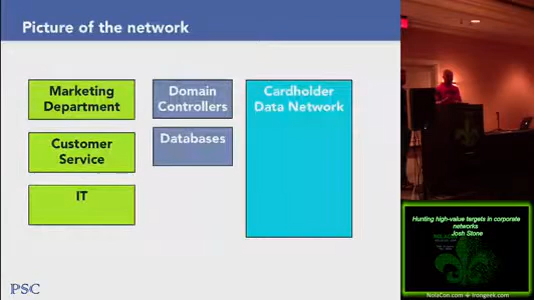 Picture of the network
Marketing
Department
Customer
Service
IT
Domain
Controllers
Databases
Cardholder
Data Network
PSC
Hunting high-value targets in corporate
networks
Josh Stone
NolaCon.com + Irongeek.com